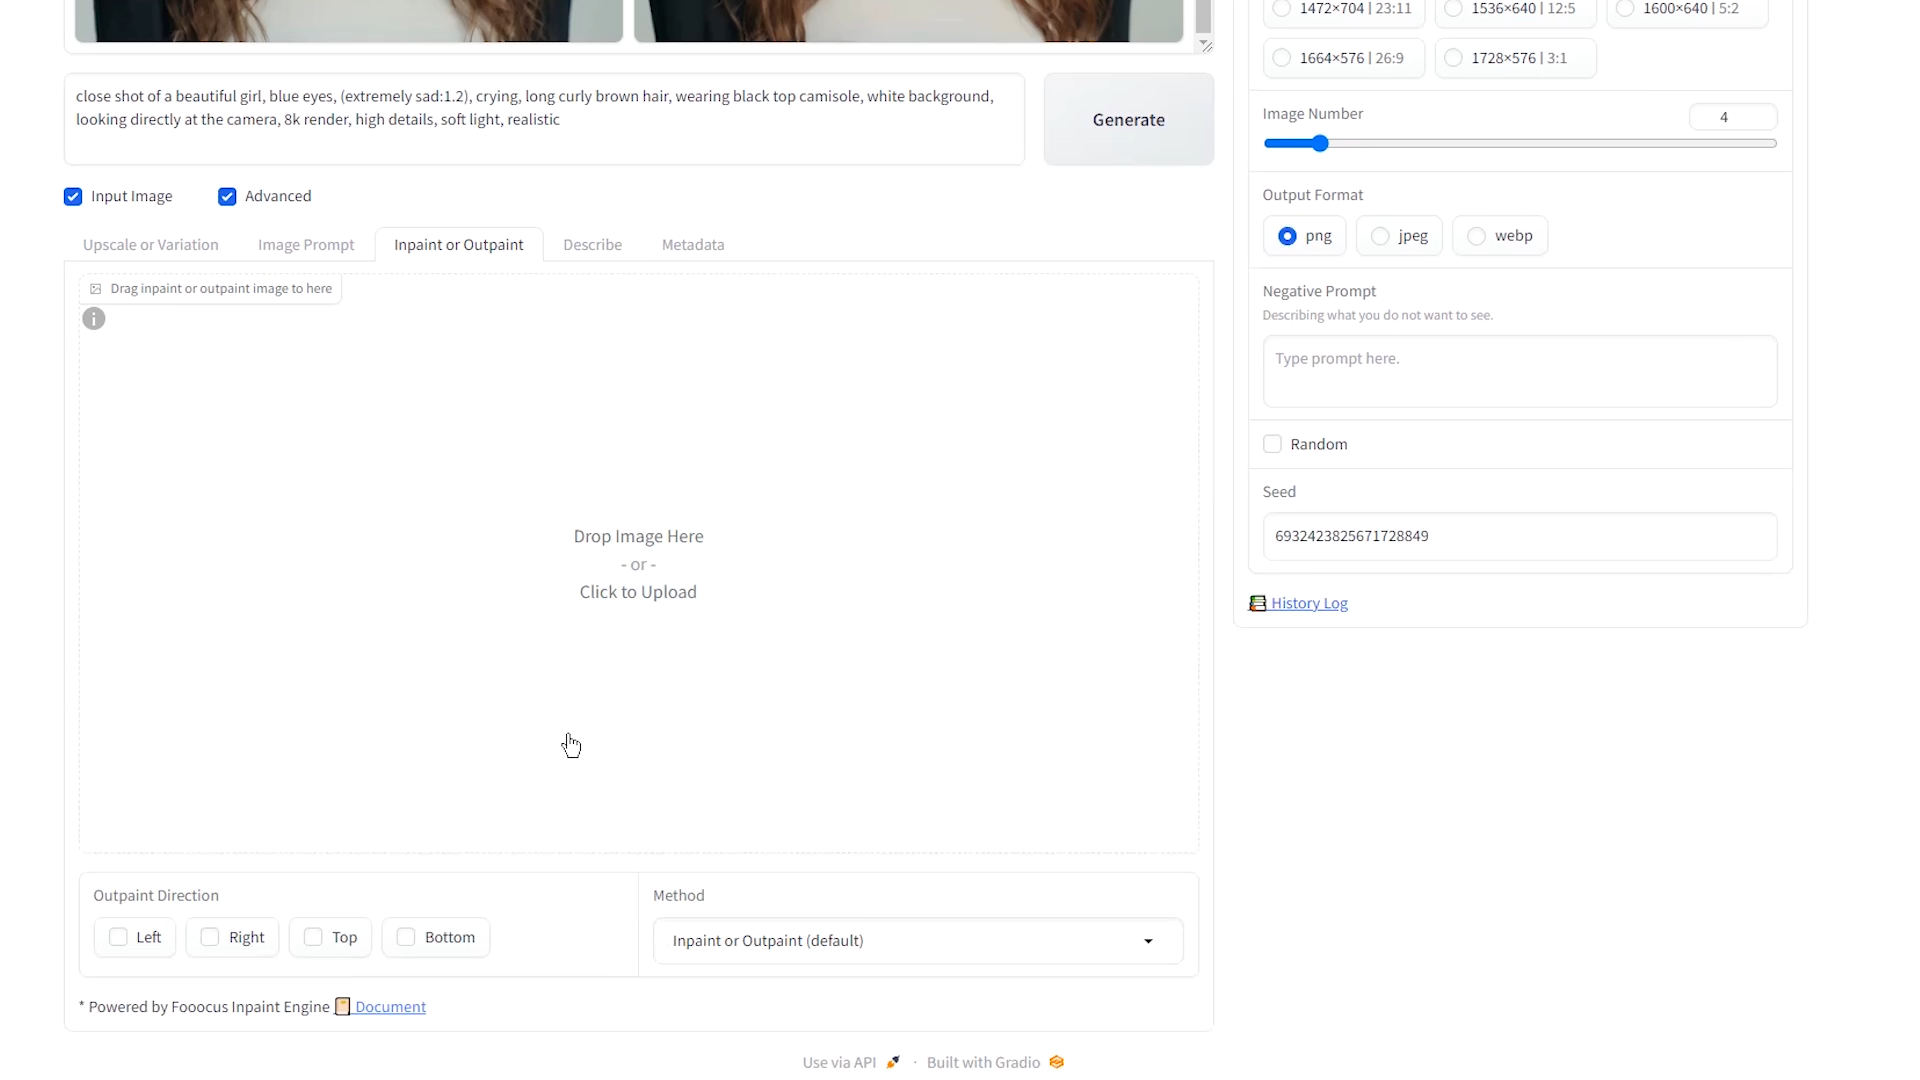 1472×704 | 23:11
1536×640 | 12:5
1600×640 | 5:2
1664×576 | 26:9
1728×576 | 3:1
close shot of a beautiful girl, blue eyes, (extremely sad:1.2), crying, long curly brown hair, wearing black top camisole, white background,
looking directly at the camera, 8k render, high details, soft light, realistic
Generate
Image Number
4
Input Image
Advanced
Output Format
png
jpeg
webp
Upscale or Variation
Image Prompt
Inpaint or Outpaint
Describe
Metadata
Drag inpaint or outpaint image to here
Negative Prompt
Describing what you do not want to see.
Type prompt here.
Random
Seed
6932423825671728849
History Log
Drop Image Here
- or -
Click to Upload
Outpaint Direction
Left
Right
Top
Bottom
Method
Inpaint or Outpaint (default)
* Powered by Fooocus Inpaint Engine Document
Use via API · Built with Gradio